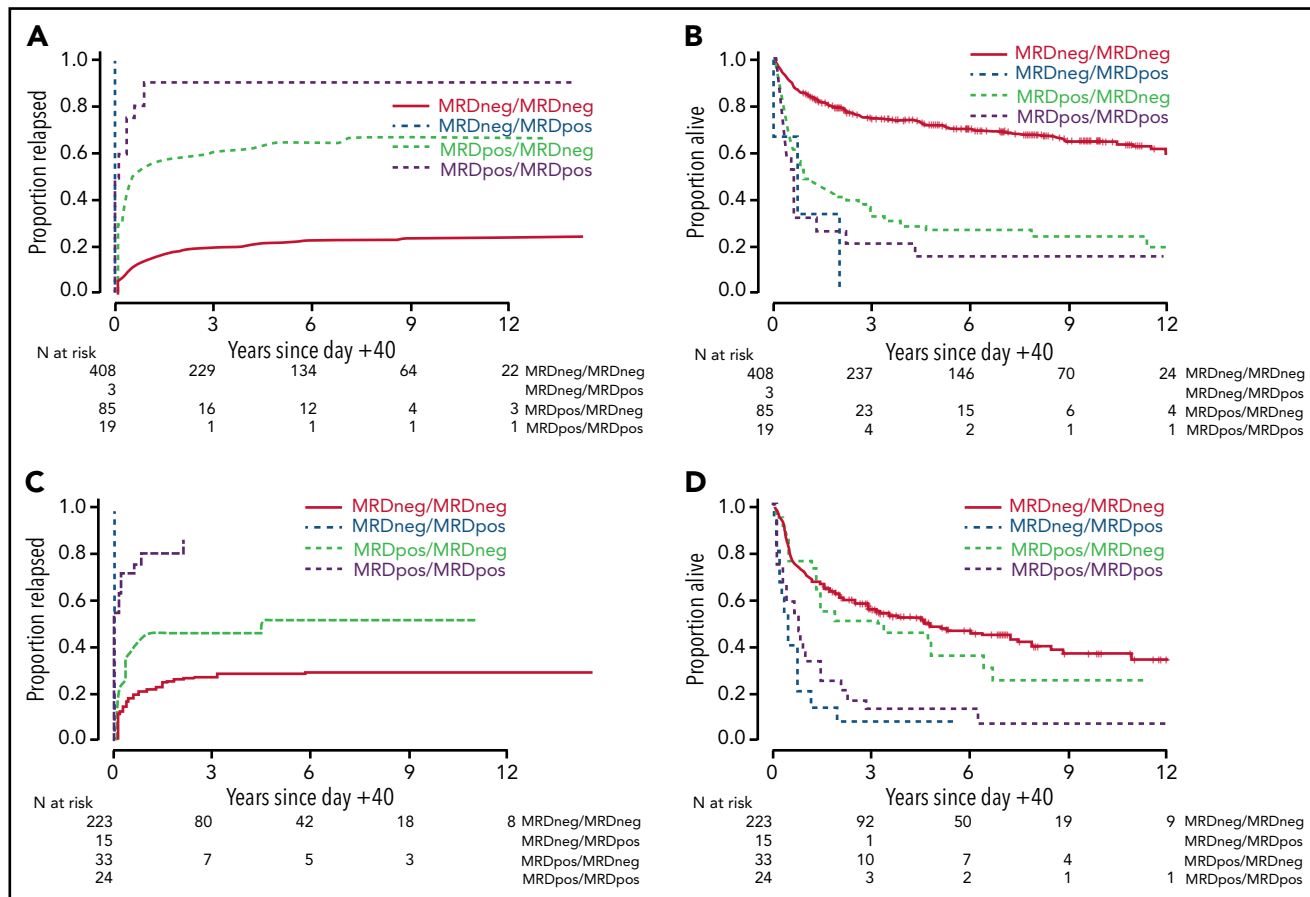 A
Proportion relapsed
1.0
0.8
0.6
0.4
0.2
0.0
MRDneg/MRDneg
MRDneg/MRDpos
MRDpos/MRDneg
MRDpos/MRDpos
0 3 6 9 12
Years since day +40
N at risk
408 229 134 64 22 MRDneg/MRDneg
3 MRDneg/MRDpos
85 16 12 4 3 MRDpos/MRDneg
19 1 1 1 1 MRDpos/MRDpos
B
Proportion alive
1.0
0.8
0.6
0.4
0.2
0.0
MRDneg/MRDneg
MRDneg/MRDpos
MRDpos/MRDneg
MRDpos/MRDpos
0 3 6 9 12
Years since day +40
N at risk
408 237 146 70 24 MRDneg/MRDneg
3 MRDneg/MRDpos
85 23 15 6 4 MRDpos/MRDneg
19 4 2 1 1 MRDpos/MRDpos
C
Proportion relapsed
1.0
0.8
0.6
0.4
0.2
0.0
MRDneg/MRDneg
MRDneg/MRDpos
MRDpos/MRDneg
MRDpos/MRDpos
0 3 6 9 12
Years since day +40
N at risk
223 80 42 18 8 MRDneg/MRDneg
15 MRDneg/MRDpos
33 7 5 3 MRDpos/MRDneg
24 MRDpos/MRDpos
D
Proportion alive
1.0
0.8
0.6
0.4
0.2
0.0
MRDneg/MRDneg
MRDneg/MRDpos
MRDpos/MRDneg
MRDpos/MRDpos
0 3 6 9 12
Years since day +40
N at risk
223 92 50 19 9 MRDneg/MRDneg
15 1 MRDneg/MRDpos
33 10 7 4 MRDpos/MRDneg
24 3 2 1 1 MRDpos/MRDpos